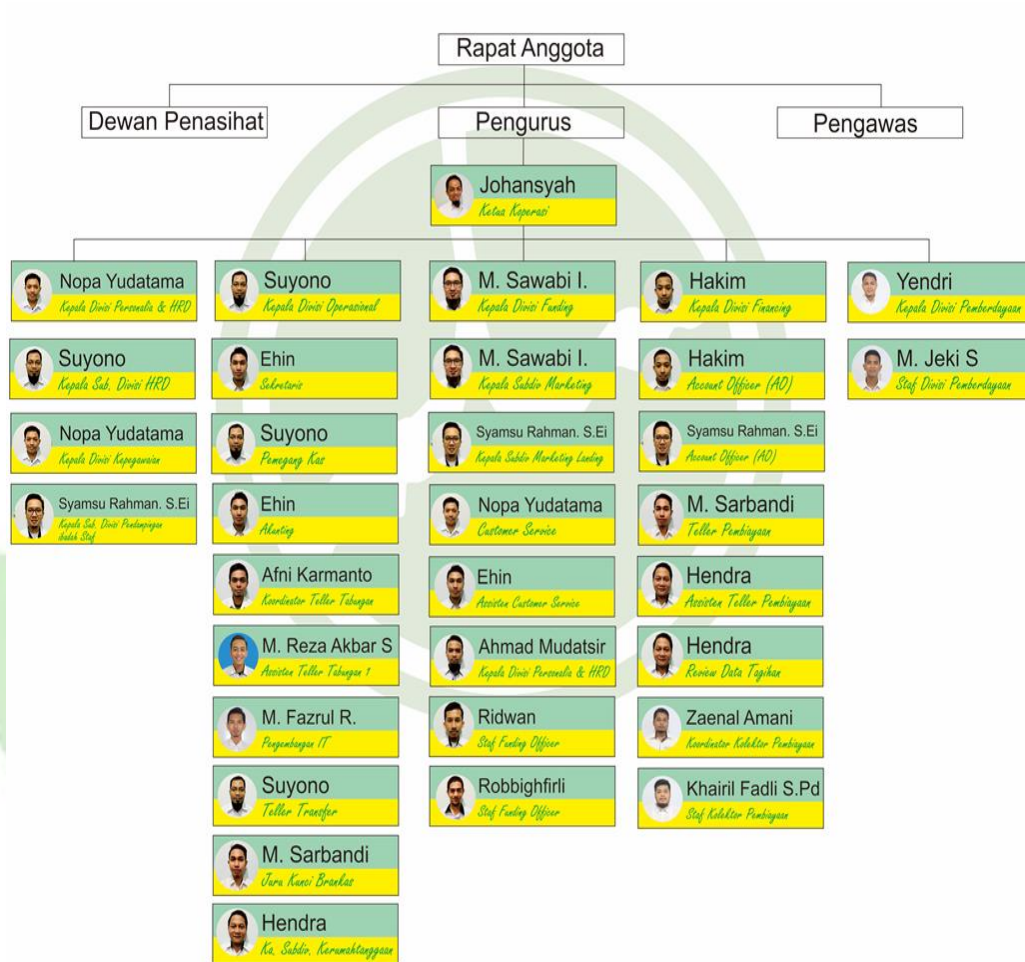 Rapat Anggota
Dewan Penasihat
Pengurus
Pengawas
Johansyah
Ketua Koperasi
Nopa Yudatama
Kepala Divisi Personalia & HRD
Suyono
Kepala Sub. Divisi HRD
Nopa Yudatama
Kepala Divisi Kepegawaian
Syamsu Rahman. S.Ei
Kepala Sub. Divisi Pendampingan
ibadah Staf
Suyono
Kepala Divisi Operasional
Ehin
Sekretaris
Suyono
Pemegang Kas
Ehin
Akunting
Afni Karmanto
Koordinator Teller Tabungan
M. Reza Akbar S
Assisten Teller Tabungan 1
M. Fazrul R.
Pengembangan IT
Suyono
Teller Transfer
M. Sarbandi
Juru Kunci Brankas
Hendra
Ka. Subdiv. Kerumahtanggaan
M. Sawabi I.
Kepala Divisi Funding
M. Sawabi I.
Kepala Subdiv Marketing
Syamsu Rahman. S.Ei
Kepala Subdiv Marketing Landing
Nopa Yudatama
Customer Service
Ehin
Assisten Customer Service
Ahmad Mudatsir
Kepala Divisi Personalia & HRD
Ridwan
Staf Funding Officer
Robbighfirli
Staf Funding Officer
Hakim
Kepala Divisi Financing
Hakim
Account Officer (AO)
Syamsu Rahman. S.Ei
Account Officer (AO)
M. Sarbandi
Teller Pembiayaan
Hendra
Assisten Teller Pembiayaan
Hendra
Review Data Tagihan
Zaenal Amani
Koordinator Kolektor Pembiayaan
Khairil Fadli S.Pd
Staf Kolektor Pembiayaan
Yendri
Kepala Divisi Pemberdayaan
M. Jeki S
Staf Divisi Pemberdayaan